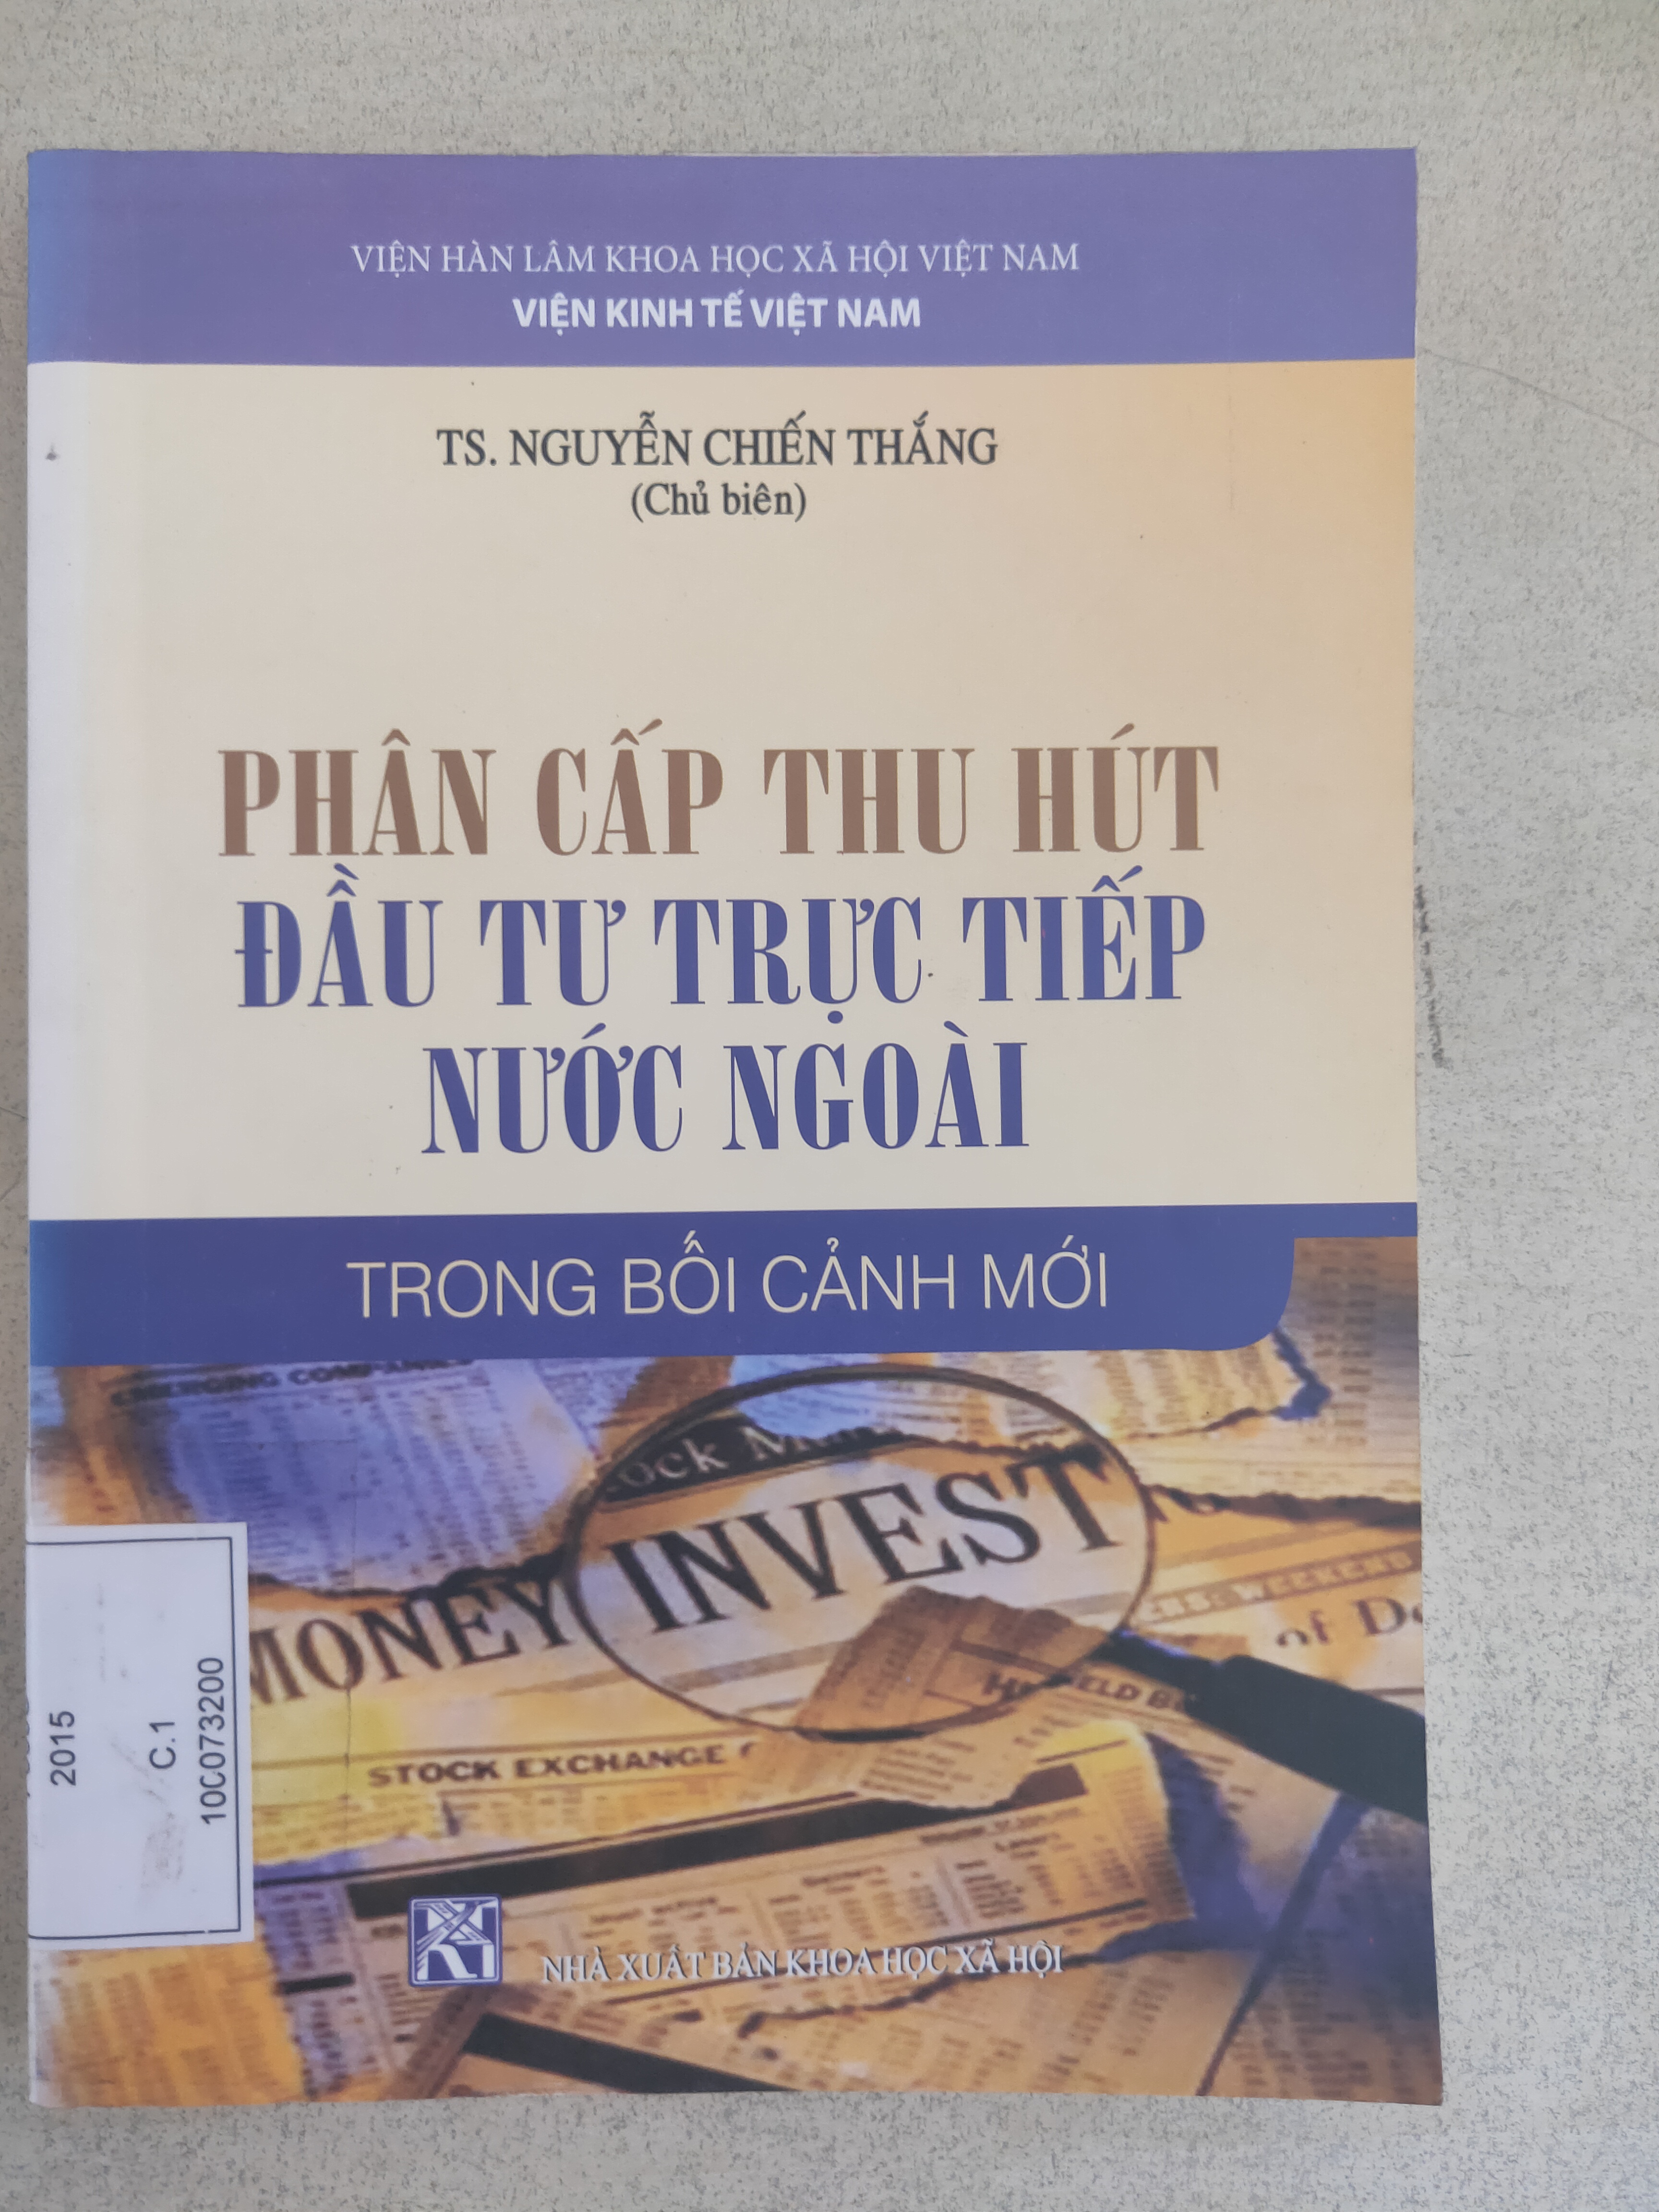 VIỆN HÀN LÂM KHOA HỌC XÃ HỘI VIỆT NAM
VIỆN KINH TẾ VIỆT NAM
TS. NGUYỄN CHIẾN THẮNG
(Chủ biên)
PHÂN CẤP THU HÚT
ĐẦU TƯ TRỰC TIẾP
NƯỚC NGOÀI
TRONG BỐI CẢNH MỚI
INVEST
MONEY
of
STOCK EXCHANGE
2015
C.1
10C073200
NHÀ XUẤT BẢN KHOA HỌC XÃ HỘI